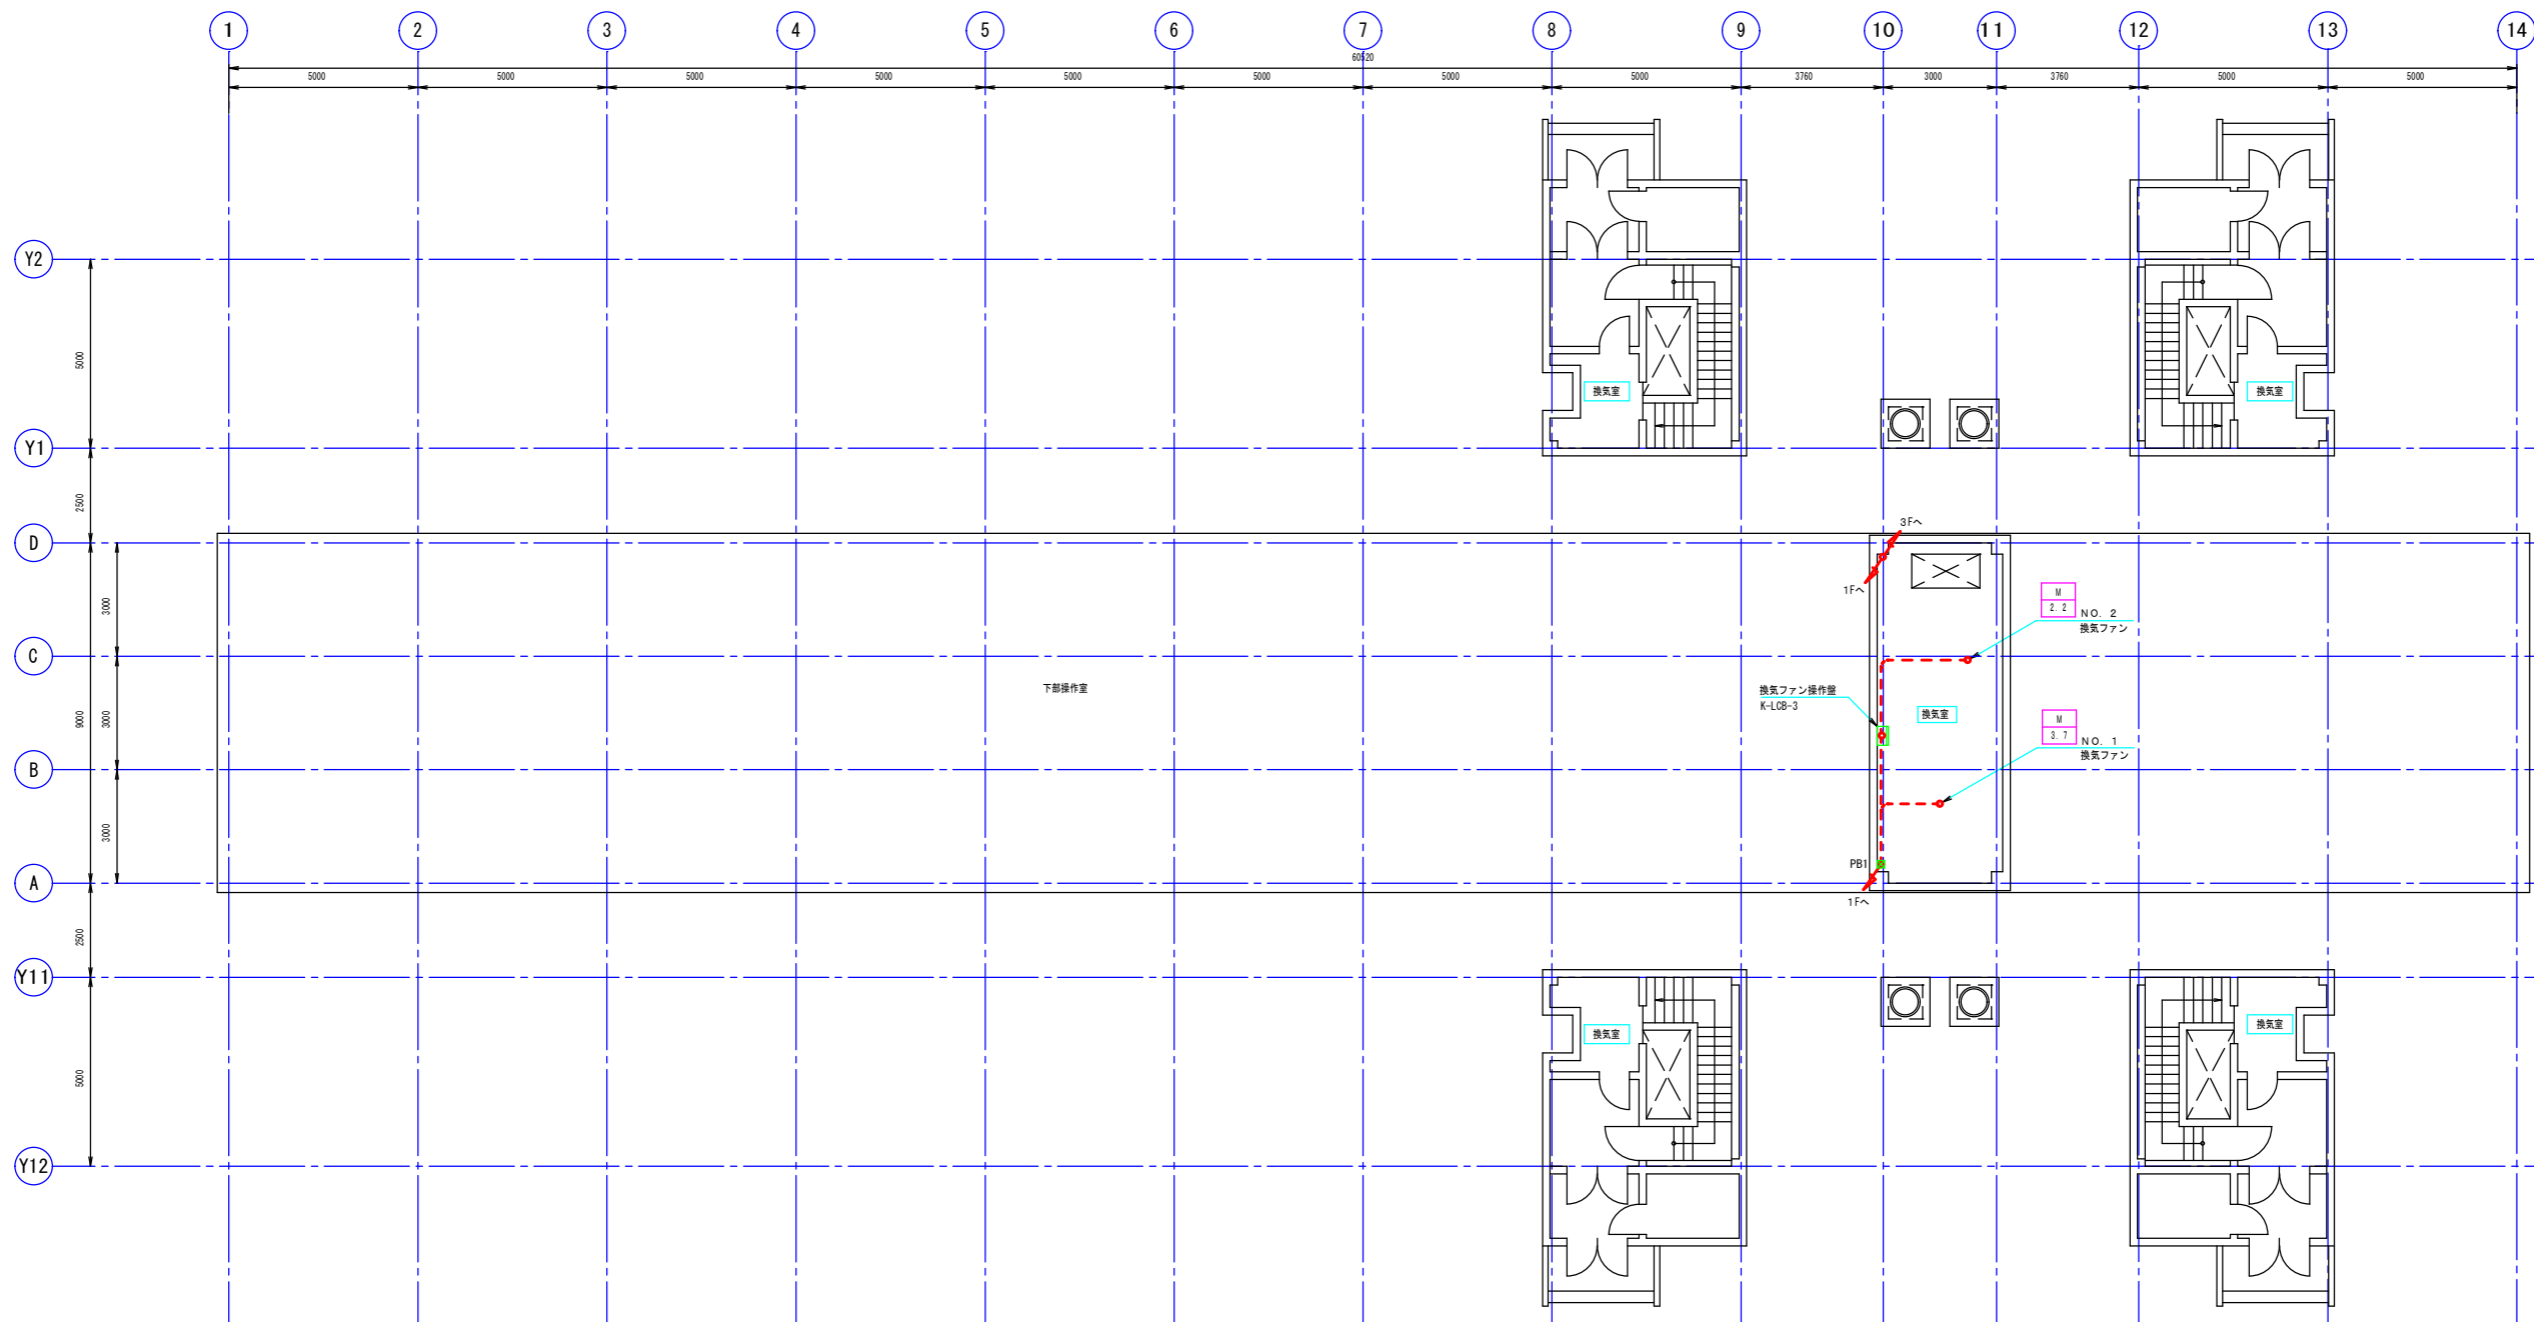 1 2 3 4 5 6 7 8 9 10 11 12 13 14
60520
5000 5000 5000 5000 5000 5000 5000 5000 3760 3000 3760 5000 5000
Y2
5000
換気室
換気室
Y1
2500
3Fへ
D
1Fへ
3000
M
2.2
NO. 2
換気ファン
C
下部操作室
換気ファン操作盤
K-LCB-3
換気室
9000
3000
M
3.7
NO. 1
換気ファン
B
3000
PB1
A
1Fへ
2500
Y11
換気室
換気室
5000
Y12